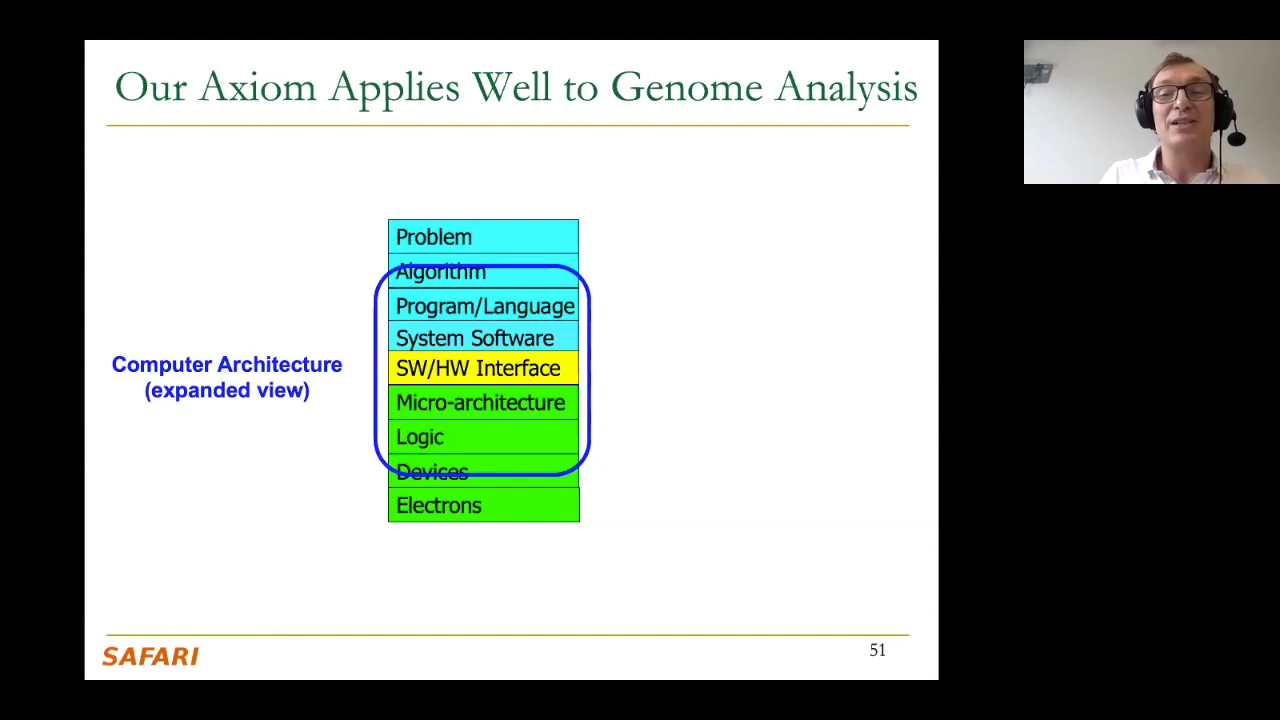 Our Axiom Applies Well to Genome Analysis
Problem
Algorithm
Program/Language
System Software
SW/HW Interface
Micro-architecture
Logic
Devices
Electrons
Computer Architecture
(expanded view)
SAFARI
51